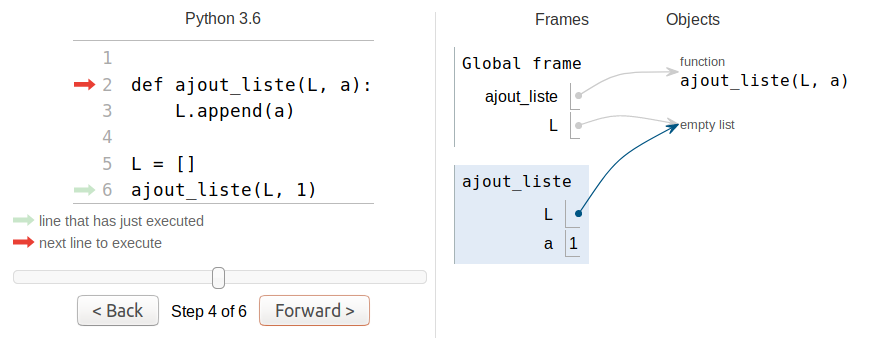 Python 3.6
1
2 def ajout_liste(L, a):
3     L.append(a)
4
5 L = []
6 ajout_liste(L, 1)
line that has just executed
next line to execute
< Back Step 4 of 6 Forward >
Frames Objects
Global frame
ajout_liste
L
function
ajout_liste(L, a)
empty list
ajout_liste
L
a 1